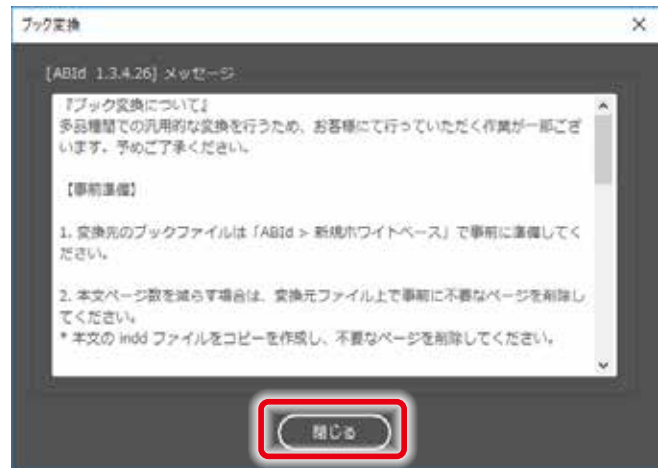 ブック変換
[ABId 1.3.4.26] メッセージ
『ブック変換について』
多品種間での汎用的な変換を行うため、お客様にて行っていただく作業が一部ござ
います。予めご了承ください。
【事前準備】
1. 変換先のブックファイルは「ABId > 新規ホワイトベース」で事前に準備してく
ださい。
2. 本文ページ数を減らす場合は、変換元ファイル上で事前に不要なページを削除し
てください。
* 本文の indd ファイルをコピーを作成し、不要なページを削除してください。
閉じる